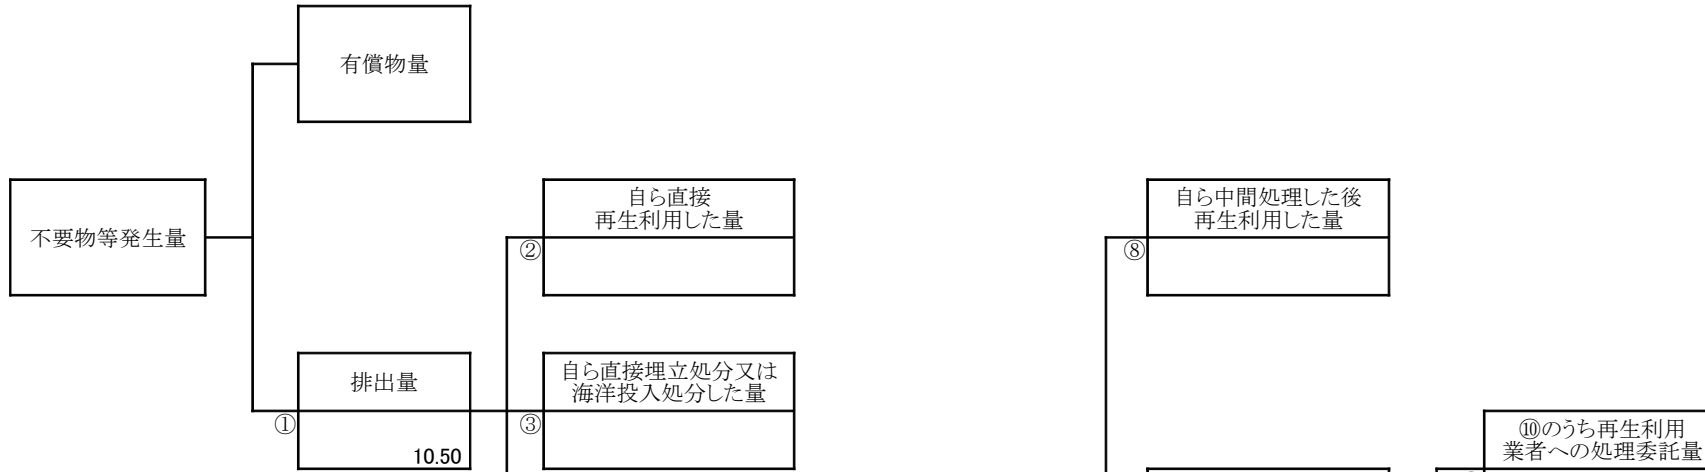 有償物量
不要物等発生量
自ら直接
再生利用した量
②
自ら中間処理した後
再生利用した量
⑧
排出量
①
10.50
自ら直接埋立処分又は
海洋投入処分した量
③
⑩のうち再生利用
業者への処理委託量